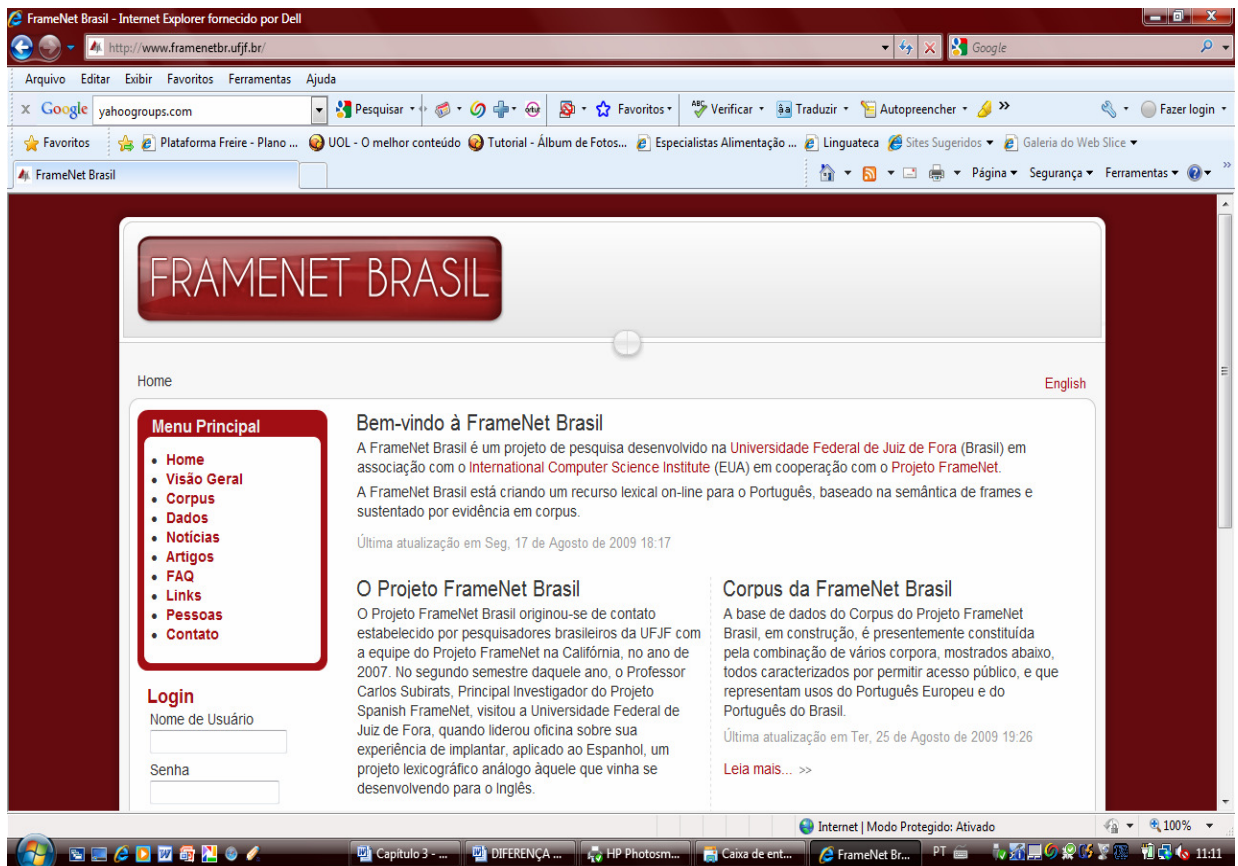 FrameNet Brasil - Internet Explorer fornecido por Dell
http://www.framenetbr.ufjf.br/
Google
Arquivo Editar Exibir Favoritos Ferramentas Ajuda
x Google yahoogroups.com Pesquisar Favoritos Verificar Traduzir Autopreencher Fazer login
Favoritos Plataforma Freire - Plano ... UOL - O melhor conteúdo Tutorial - Álbum de Fotos... Especialistas Alimentação ... Linguateca Sites Sugeridos Galeria do Web Slice
FrameNet Brasil Página Segurança Ferramentas
FRAMENET BRASIL
Home English
Menu Principal
Home
Visão Geral
Corpus
Dados
Notícias
Artigos
FAQ
Links
Pessoas
Contato
Login
Nome de Usuário
Senha
Bem-vindo à FrameNet Brasil
A FrameNet Brasil é um projeto de pesquisa desenvolvido na Universidade Federal de Juiz de Fora (Brasil) em
associação com o International Computer Science Institute (EUA) em cooperação com o Projeto FrameNet.
A FrameNet Brasil está criando um recurso lexical on-line para o Português, baseado na semântica de frames e
sustentado por evidência em corpus.
Última atualização em Seg, 17 de Agosto de 2009 18:17
O Projeto FrameNet Brasil
O Projeto FrameNet Brasil originou-se de contato
estabelecido por pesquisadores brasileiros da UFJF com
a equipe do Projeto FrameNet na Califórnia, no ano de
2007. No segundo semestre daquele ano, o Professor
Carlos Subirats, Principal Investigador do Projeto
Spanish FrameNet, visitou a Universidade Federal de
Juiz de Fora, quando liderou oficina sobre sua
experiência de implantar, aplicado ao Espanhol, um
projeto lexicográfico análogo àquele que vinha se
desenvolvendo para o Inglês.
Corpus da FrameNet Brasil
A base de dados do Corpus do Projeto FrameNet
Brasil, em construção, é presentemente constituída
pela combinação de vários corpora, mostrados abaixo,
todos caracterizados por permitir acesso público, e que
representam usos do Português Europeu e do
Português do Brasil.
Última atualização em Ter, 25 de Agosto de 2009 19:26
Leia mais... >>
Internet | Modo Protegido: Ativado 100%
Capítulo 3 - ... DIFERENÇA ... HP Photosm... Caixa de ent... FrameNet Br... PT 11:11